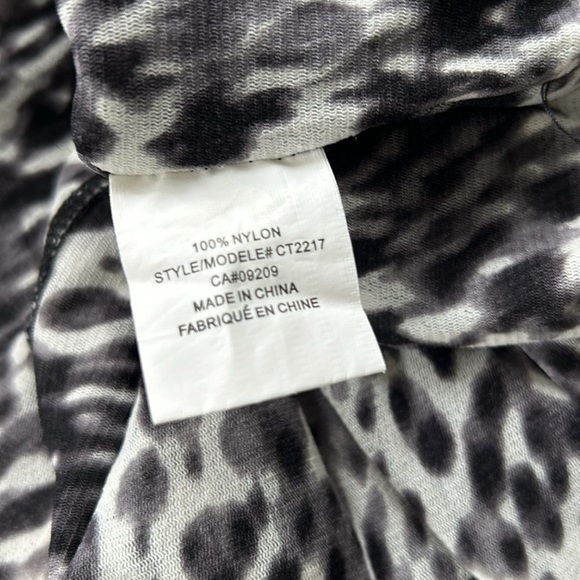 100% NYLON
STYLE/MODELE# CT2217
CA#09209
MADE IN CHINA
FABRIQUÉ EN CHINE